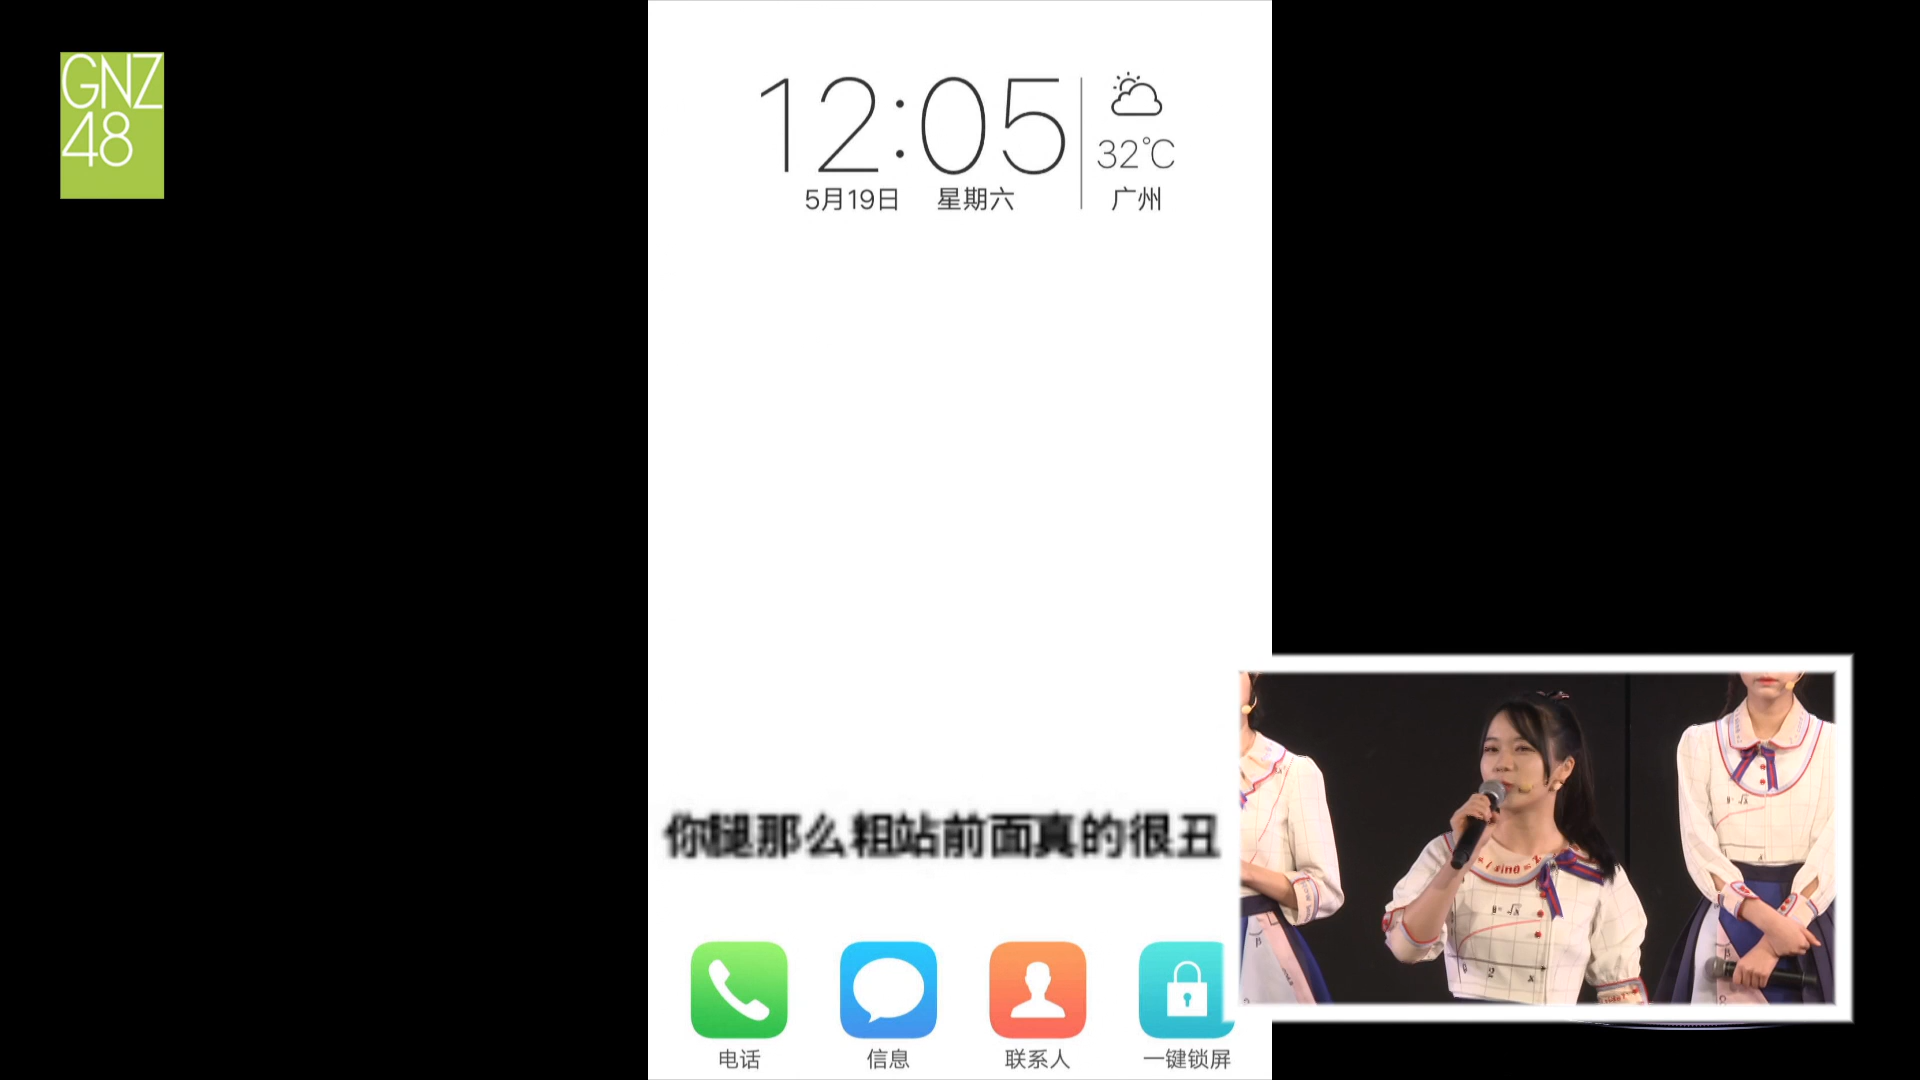 GNZ
48
12:05
32℃
5月19日 星期六
广州
你腿那么粗站前面真的很丑
电话
信息
联系人
一键锁屏